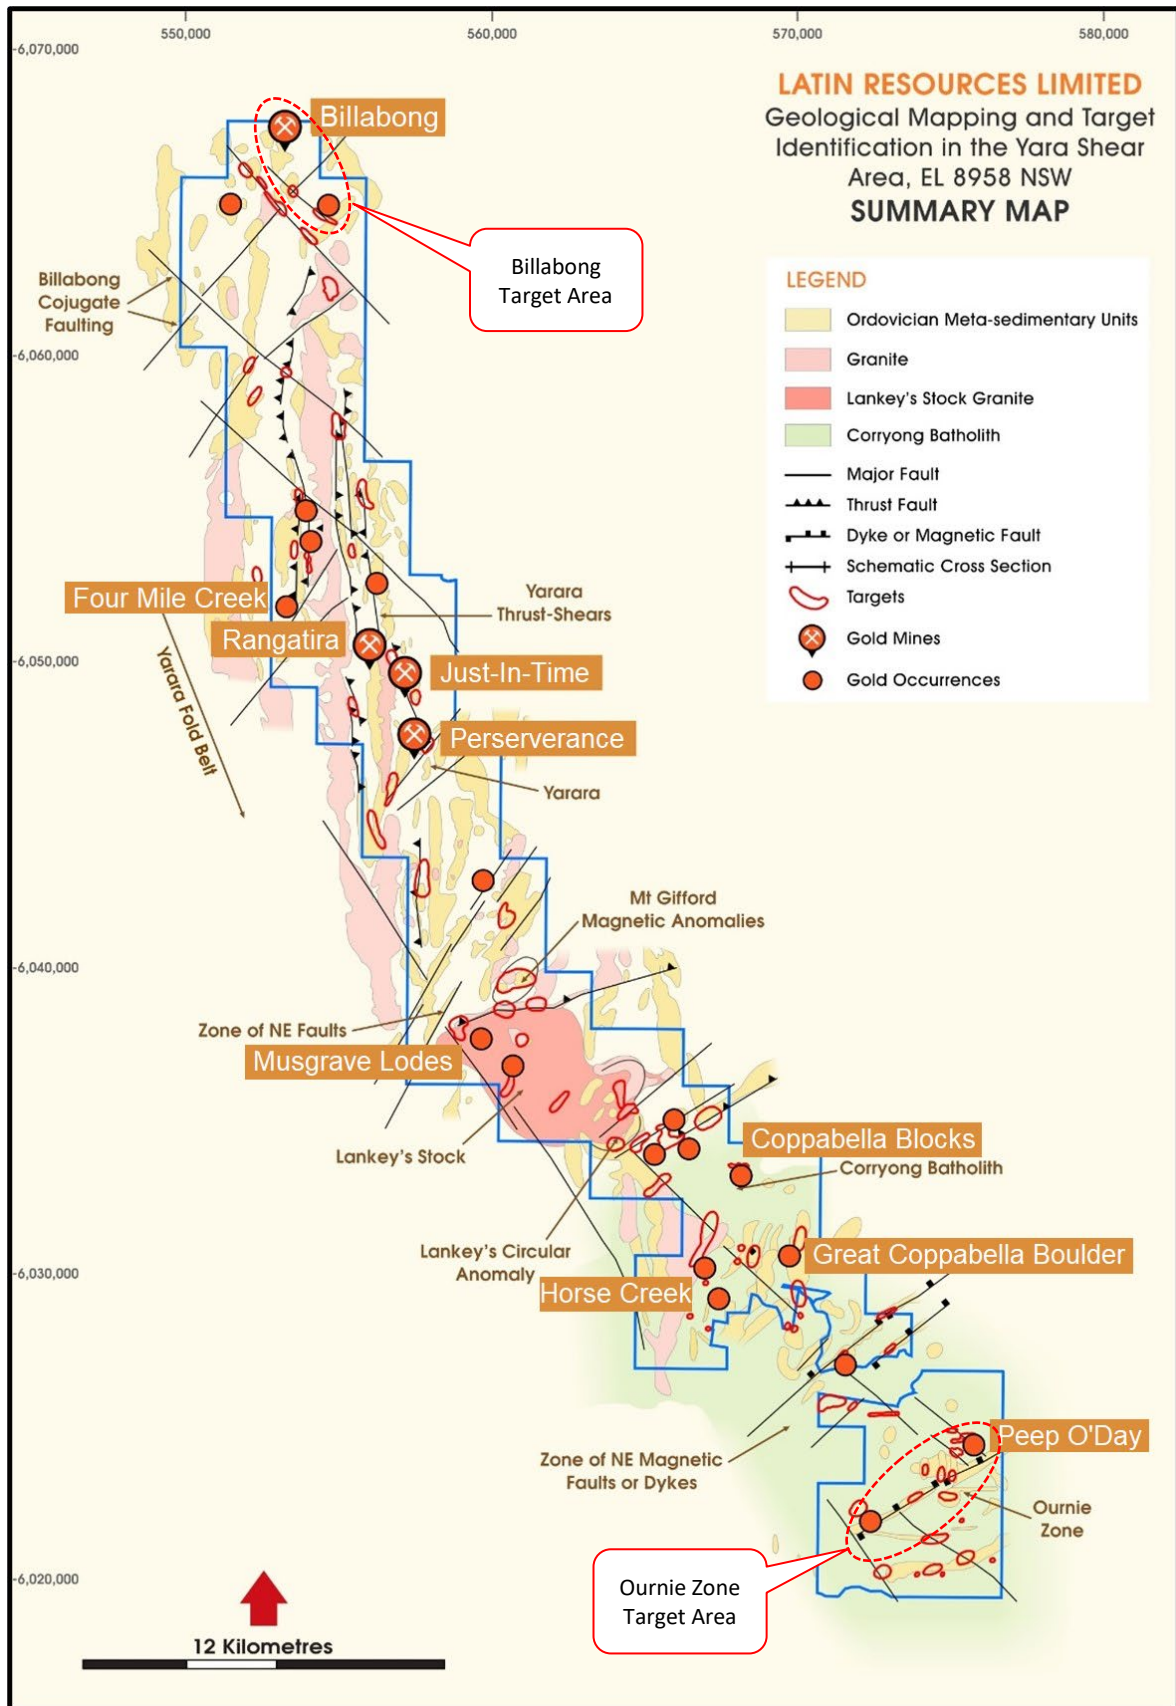 550,000
560,000
570,000
580,000
6,070,000
LATIN RESOURCES LIMITED
Geological Mapping and Target
Identification in the Yara Shear
Area, EL 8958 NSW
SUMMARY MAP
Billabong
Billabong
Target Area
Billabong
Cojugate
Faulting
LEGEND
Ordovician Meta-sedimentary Units
Granite
Lankey's Stock Granite
Corryong Batholith
Major Fault
Thrust Fault
Dyke or Magnetic Fault
Schematic Cross Section
Targets
Gold Mines
Gold Occurrences
6,060,000
Four Mile Creek
Yarara
Thrust-Shears
Rangatira
6,050,000
Just-In-Time
Yarara Fold Belt
Perserverance
Yarara
Mt Gifford
Magnetic Anomalies
6,040,000
Zone of NE Faults
Musgrave Lodes
Lankey's Stock
Coppabella Blocks
Corryong Batholith
Lankey's Circular
Anomaly
Great Coppabella Boulder
6,030,000
Horse Creek
Peep O'Day
Zone of NE Magnetic
Faults or Dykes
Ournie
Zone
6,020,000
Ournie Zone
Target Area
12 Kilometres